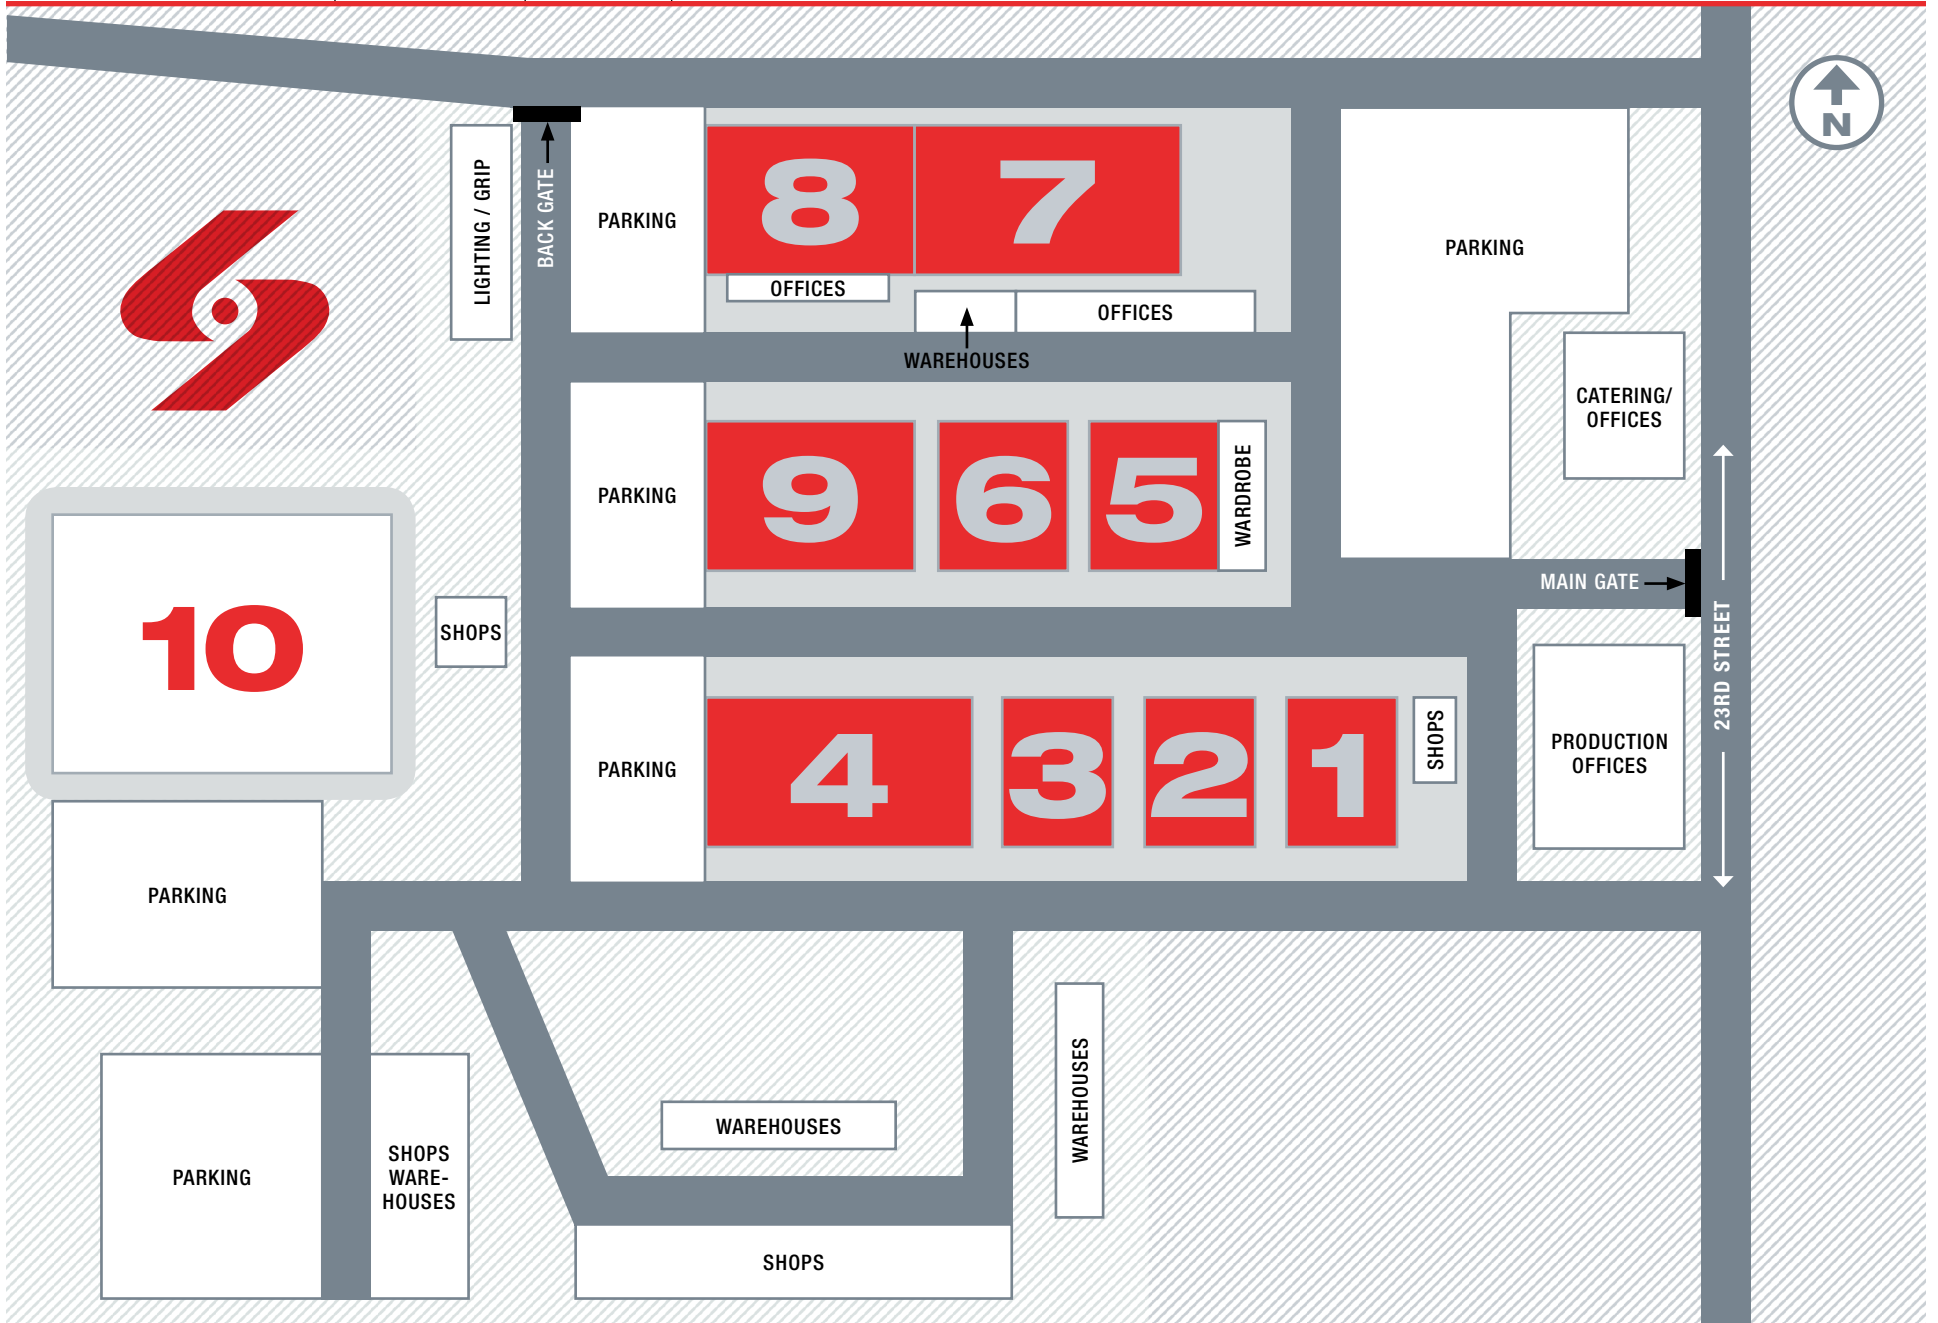 N
BACK GATE
LIGHTING / GRIP
PARKING
8
7
OFFICES
OFFICES
WAREHOUSES
PARKING
CATERING/
OFFICES
PARKING
9
6
5
WARDROBE
MAIN GATE
23RD STREET
10
SHOPS
PARKING
4
3
2
1
SHOPS
PRODUCTION
OFFICES
PARKING
WAREHOUSES
WAREHOUSES
PARKING
SHOPS
WARE-
HOUSES
SHOPS